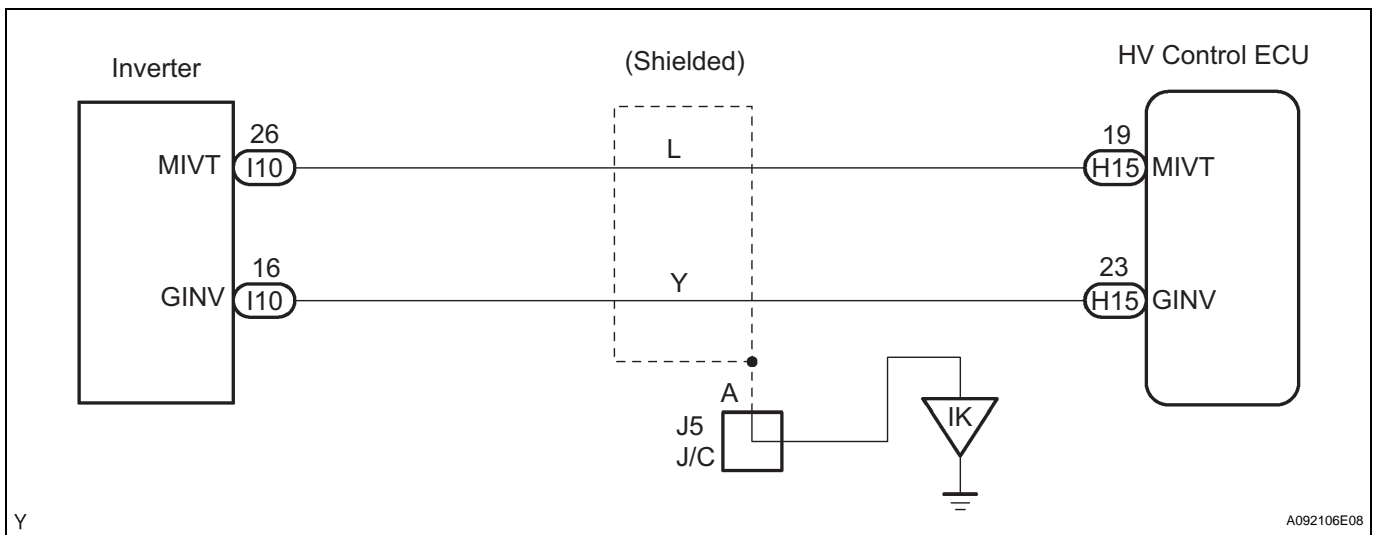 Inverter
(Shielded)
HV Control ECU
26
L
19
MIVT
I10
H15
MIVT
16
Y
23
GINV
I10
H15
GINV
A
J5
J/C
IK
Y
A092106E08